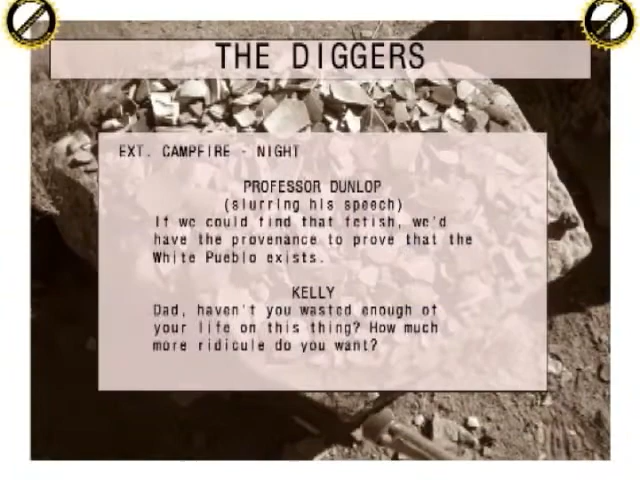 THE DIGGERS
EXT. CAMPFIRE - NIGHT
PROFESSOR DUNLOP
(slurring his speech)
If we could find that fetish, we'd
have the provenance to prove that the
White Pueblo exists.
KELLY
Dad, haven't you wasted enough of
your life on this thing? How much
more ridicule do you want?